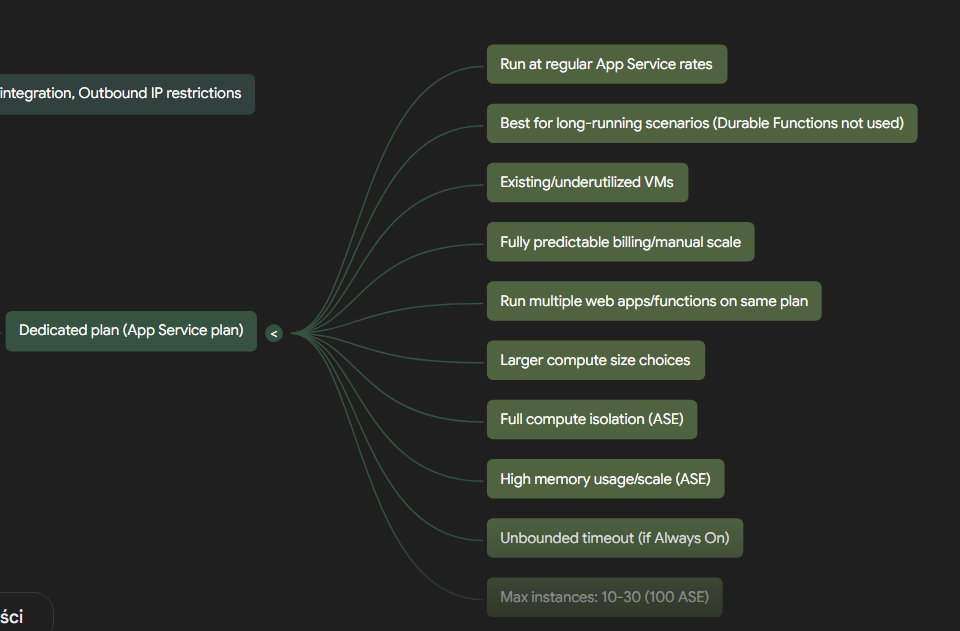 Run at regular App Service rates
integration, Outbound IP restrictions
Best for long-running scenarios (Durable Functions not used)
Existing/underutilized VMs
Fully predictable billing/manual scale
Run multiple web apps/functions on same plan
Dedicated plan (App Service plan) <
Larger compute size choices
Full compute isolation (ASE)
High memory usage/scale (ASE)
Unbounded timeout (if Always On)
Max instances: 10-30 (100 ASE)
ści